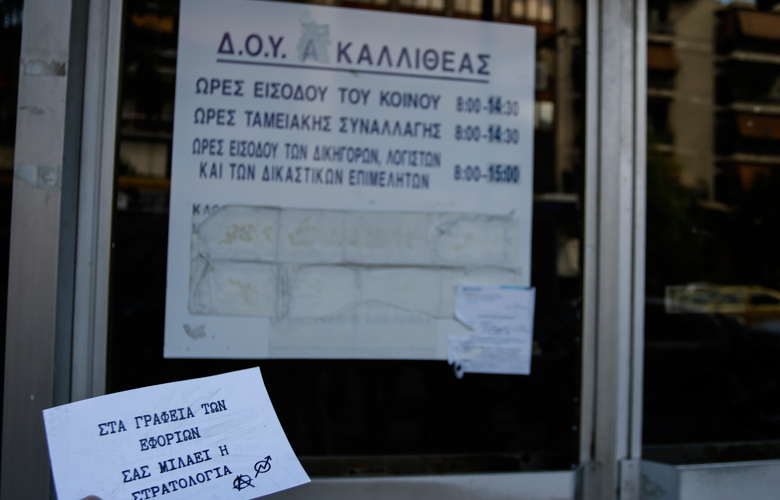 Δ.Ο.Υ. Α ΚΑΛΛΙΘΕΑΣ
ΩΡΕΣ ΕΙΣΟΔΟΥ ΤΟΥ ΚΟΙΝΟΥ 8:00-14:30
ΩΡΕΣ ΤΑΜΕΙΑΚΗΣ ΣΥΝΑΛΛΑΓΗΣ 8:00-14:30
ΩΡΕΣ ΕΙΣΟΔΟΥ ΤΩΝ ΔΙΚΗΓΟΡΩΝ, ΛΟΓΙΣΤΩΝ
ΚΑΙ ΤΩΝ ΔΙΚΑΣΤΙΚΩΝ ΕΠΙΜΕΛΗΤΩΝ 8:00-15:00
ΣΤΑ ΓΡΑΦΕΙΑ ΤΩΝ
ΕΦΟΡΙΩΝ
ΣΑΣ ΜΙΛΑΕΙ Η
ΣΤΡΑΤΟΛΟΓΙΑ